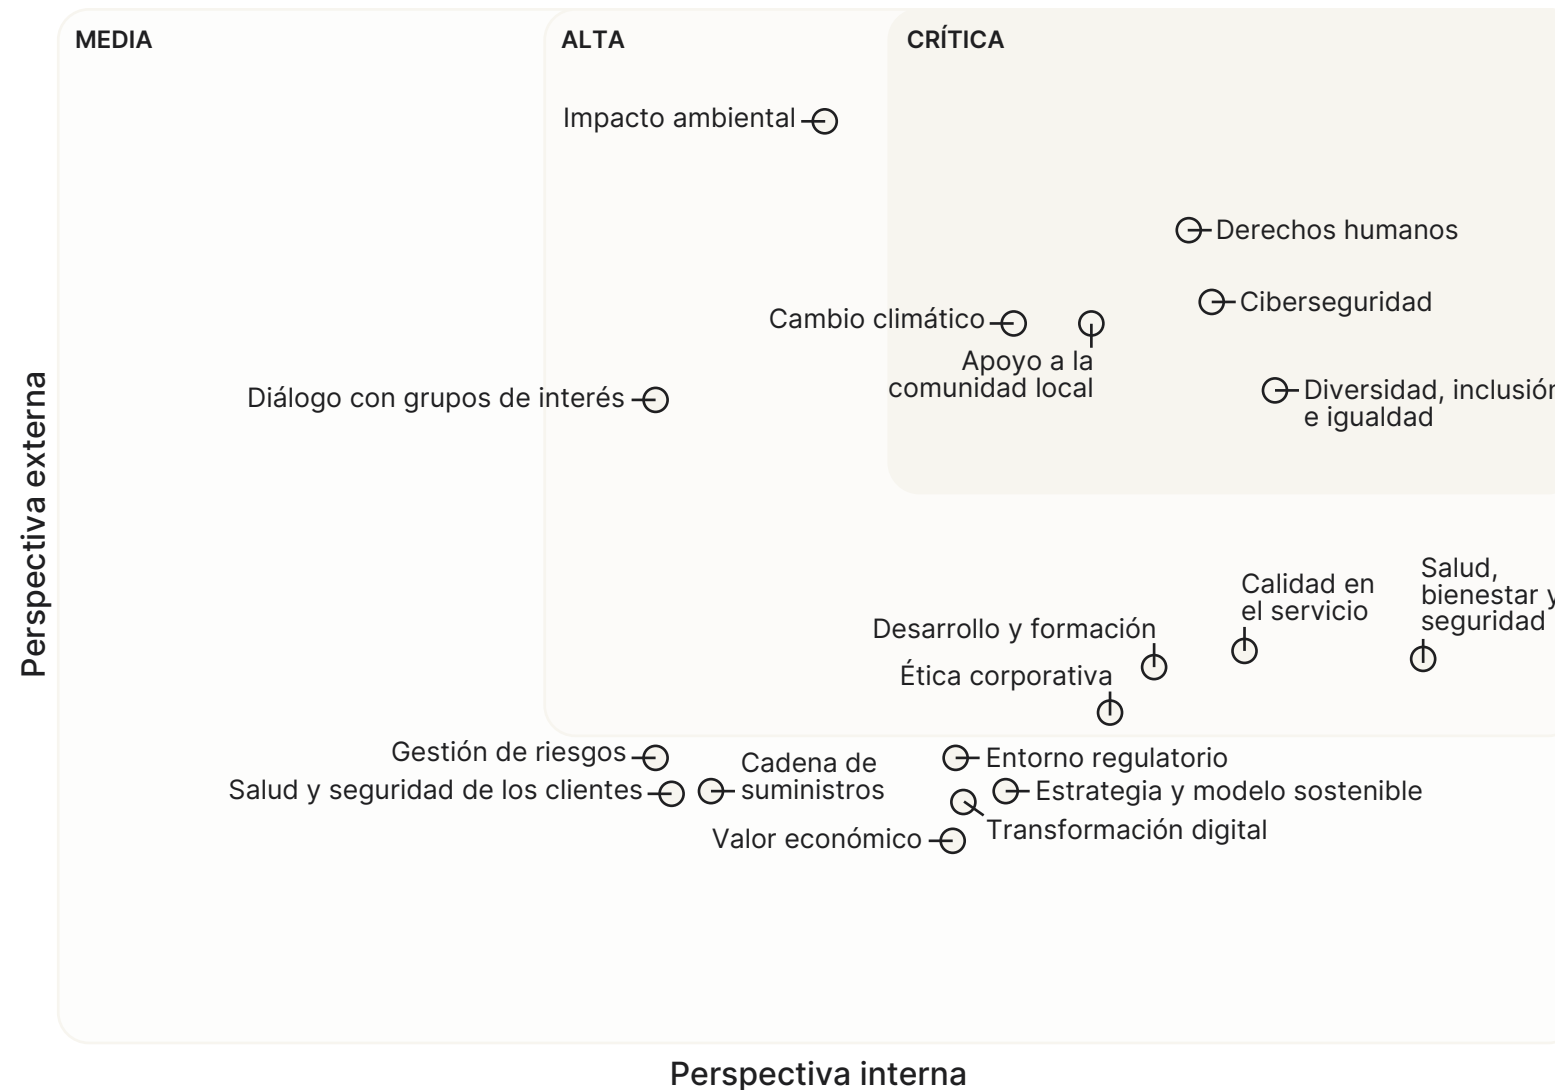 MEDIA
ALTA
CRÍTICA
Impacto ambiental
Derechos humanos
Ciberseguridad
Cambio climático
Apoyo a la
comunidad local
Diálogo con grupos de interés
Diversidad, inclusión
e igualdad
Perspectiva externa
Salud,
bienestar y
seguridad
Calidad en
el servicio
Desarrollo y formación
Ética corporativa
Gestión de riesgos
Cadena de
suministros
Entorno regulatorio
Salud y seguridad de los clientes
Estrategia y modelo sostenible
Transformación digital
Valor económico
Perspectiva interna